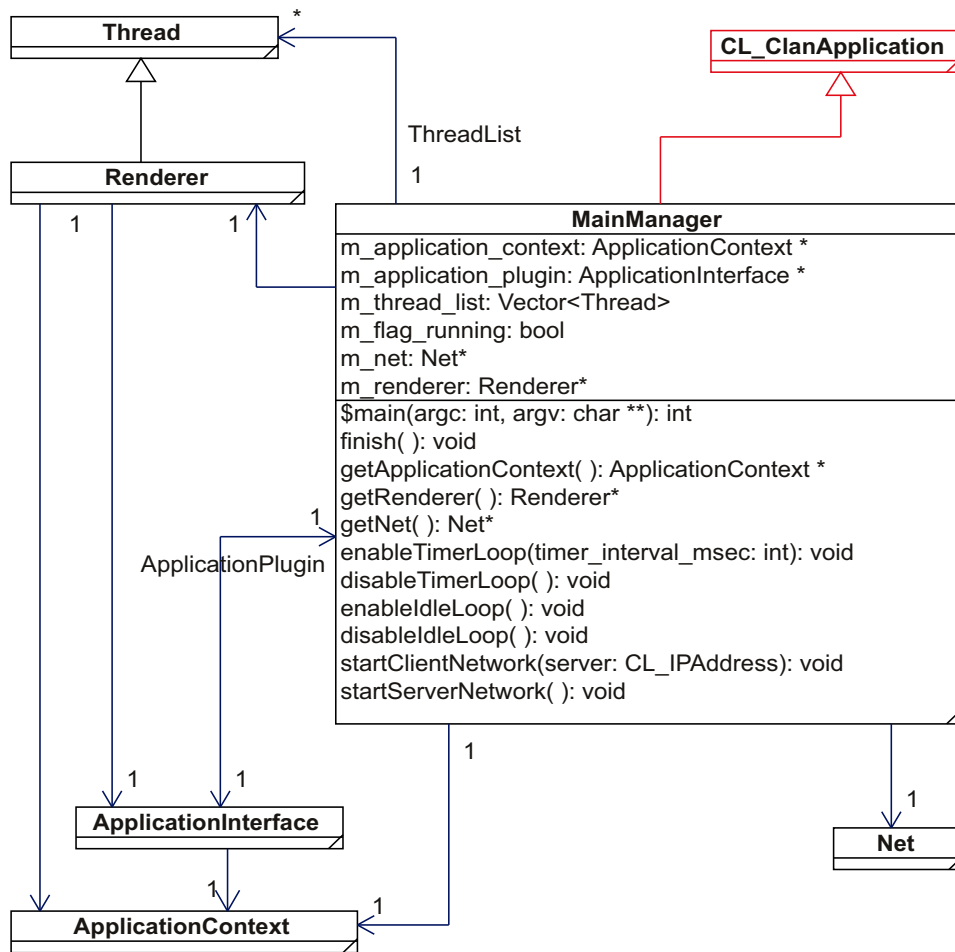 *
1
Thread
CL_ClanApplication
ThreadList
1
Renderer
1
1
MainManager
m_application_context: ApplicationContext *
m_application_plugin: ApplicationInterface *
m_thread_list: Vector<Thread>
m_flag_running: bool
m_net: Net*
m_renderer: Renderer*
$main(argc: int, argv: char **): int
finish( ): void
getApplicationContext( ): ApplicationContext *
getRenderer( ): Renderer*
getNet( ): Net*
enableTimerLoop(timer_interval_msec: int): void
disableTimerLoop( ): void
enableIdleLoop( ): void
disableIdleLoop( ): void
startClientNetwork(server: CL_IPAddress): void
startServerNetwork( ): void
1
ApplicationPlugin
1
1
1
1
ApplicationInterface
Net
1
1
ApplicationContext